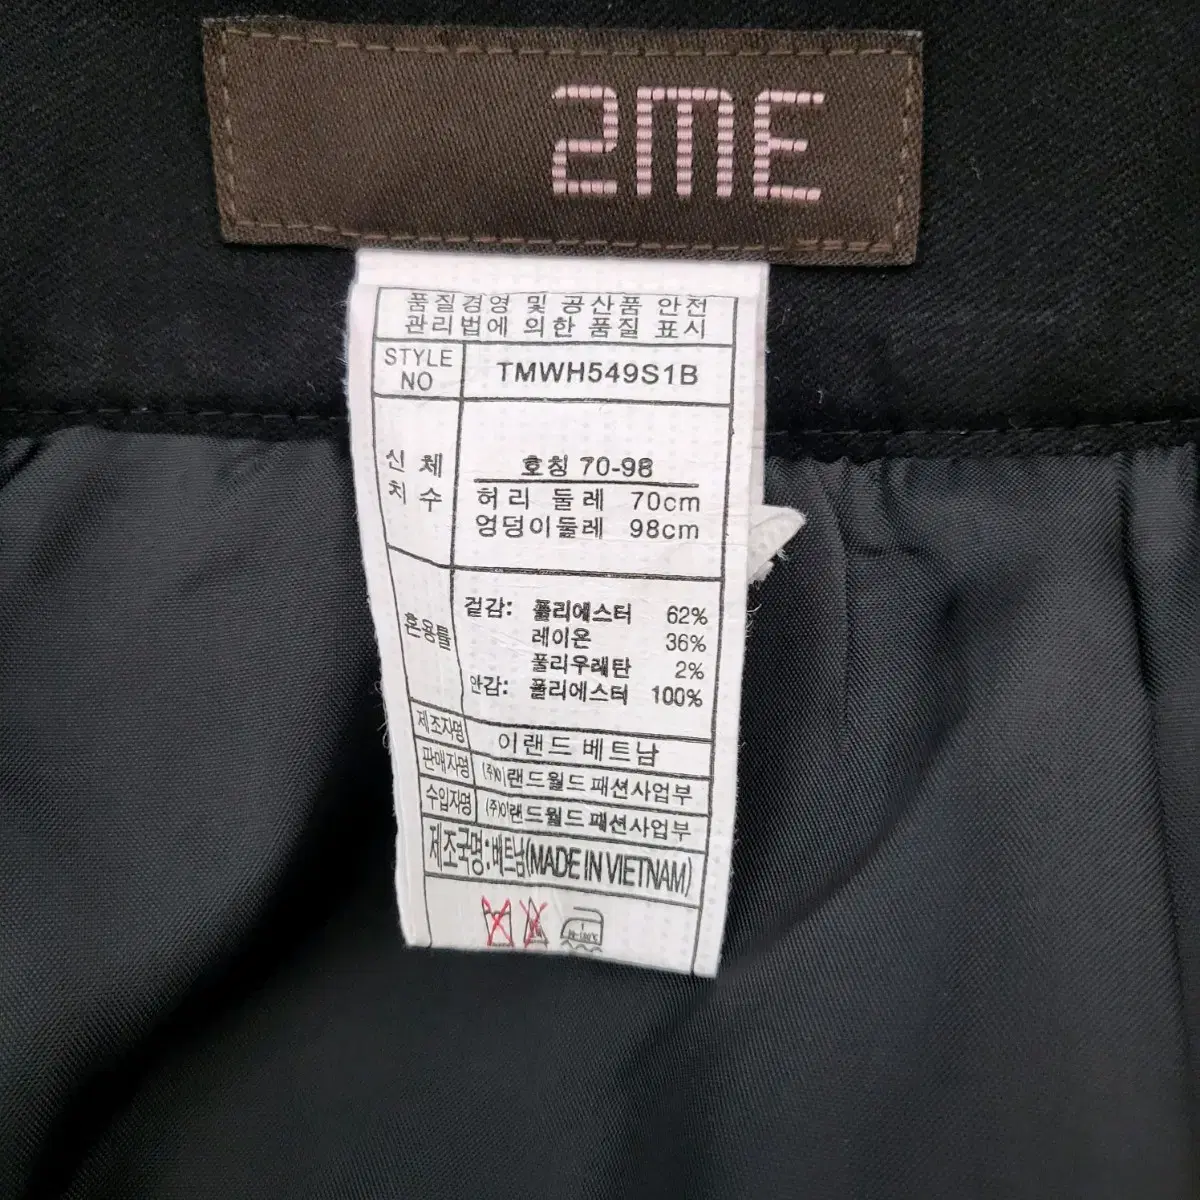 2ME
품질경영 및 공산품 안전
관리법에 의한 품질 표시
STYLE NO TMWH549S1B
신체 치수
호칭 70-98
허리 둘레 70cm
엉덩이둘레 98cm
혼용률
겉감: 폴리에스터 62%
레이온 36%
폴리우레탄 2%
안감: 폴리에스터 100%
제조자명 이랜드 베트남
판매자명 (주)이랜드월드 패션사업부
수입자명 (주)이랜드월드 패션사업부
제조국명:베트남(MADE IN VIETNAM)